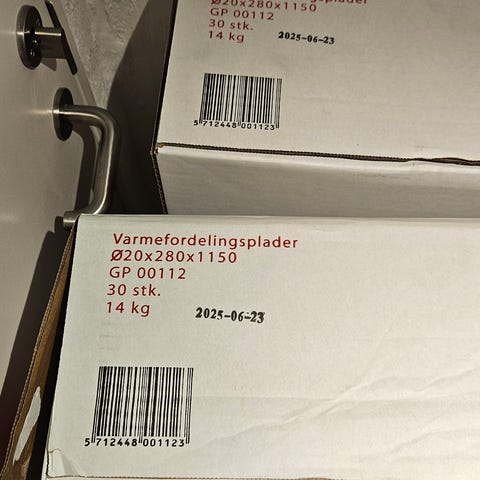 Ø20x280x1150
GP 00112
30 stk.
14 kg
2025-06-23
5 712448 001123
Varmefordelingsplader
Ø20x280x1150
GP 00112
30 stk.
14 kg
2025-06-23
5 712448 001123